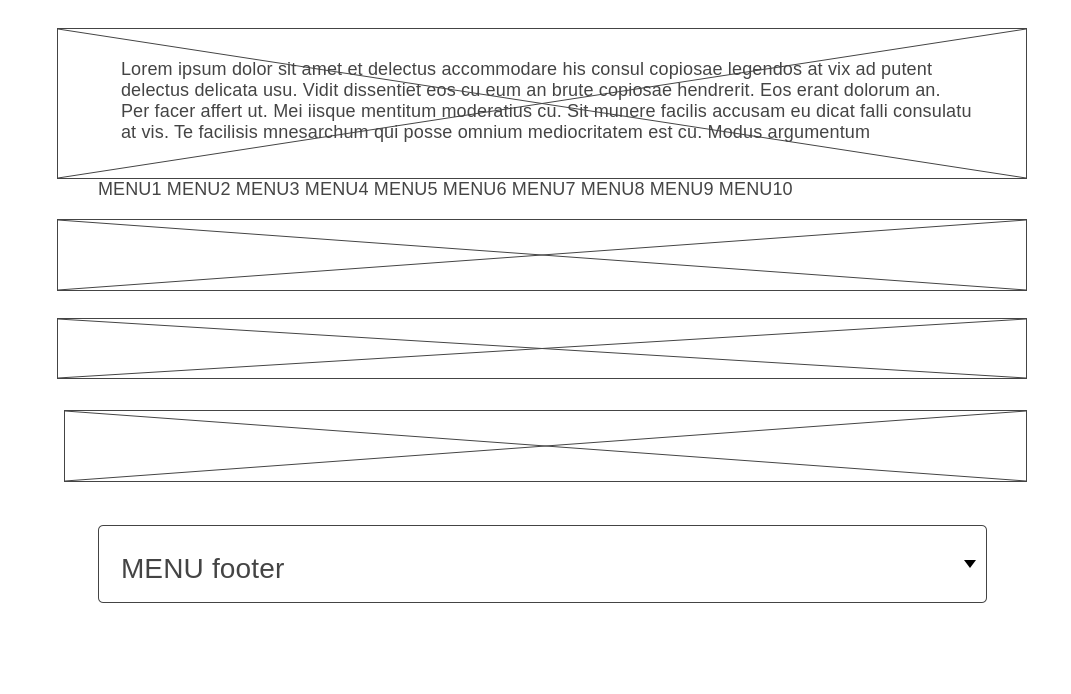 Lorem ipsum dolor sit amet et delectus accommodare his consul copiosae legendos at vix ad putent
delectus delicata usu. Vidit dissentiet eos cu eum an brute copiosae hendrerit. Eos erant dolorum an.
Per facer affert ut. Mei iisque mentitum moderatius cu. Sit munere facilis accusam eu dicat falli consulatu
at vis. Te facilisis mnesarchum qui posse omnium mediocritatem est cu. Modus argumentum
MENU1 MENU2 MENU3 MENU4 MENU5 MENU6 MENU7 MENU8 MENU9 MENU10
MENU footer